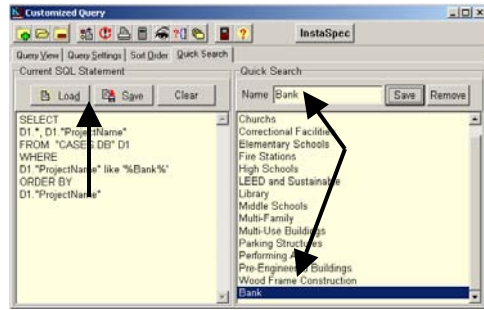 Customized Query
InstaSpec
Query View Query Settings Sort Order Quick Search
Current SQL Statement
Load Save Clear
SELECT
D1.*, D1."ProjectName"
FROM "CASES DB" D1
WHERE
D1."ProjectName" like '%Bank%'
ORDER BY
D1."ProjectName"
Quick Search
Name Bank Save Remove
Churchs
Correctional Facilities
Elementary Schools
Fire Stations
High Schools
LEED and Sustainable
Library
Middle Schools
Multi-Family
Multi-Use Buildings
Parking Structures
Performing
Pre-Engineered Buildings
Wood Frame Construction
Bank